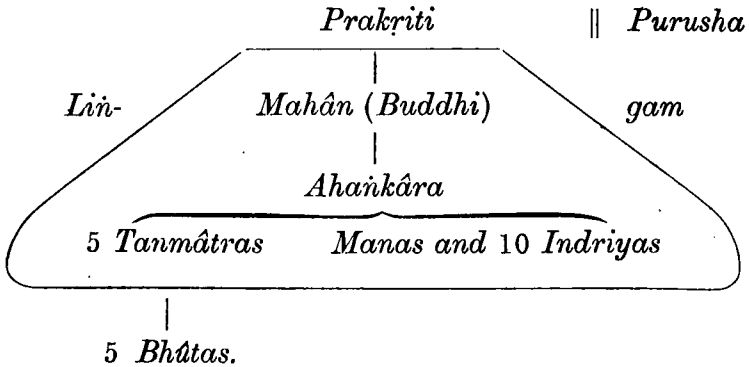 Prakṛiti || Purusha
Liṅ- Mahân (Buddhi) gam
Ahaṅkâra
5 Tanmâtras Manas and 10 Indriyas
5 Bhûtas.